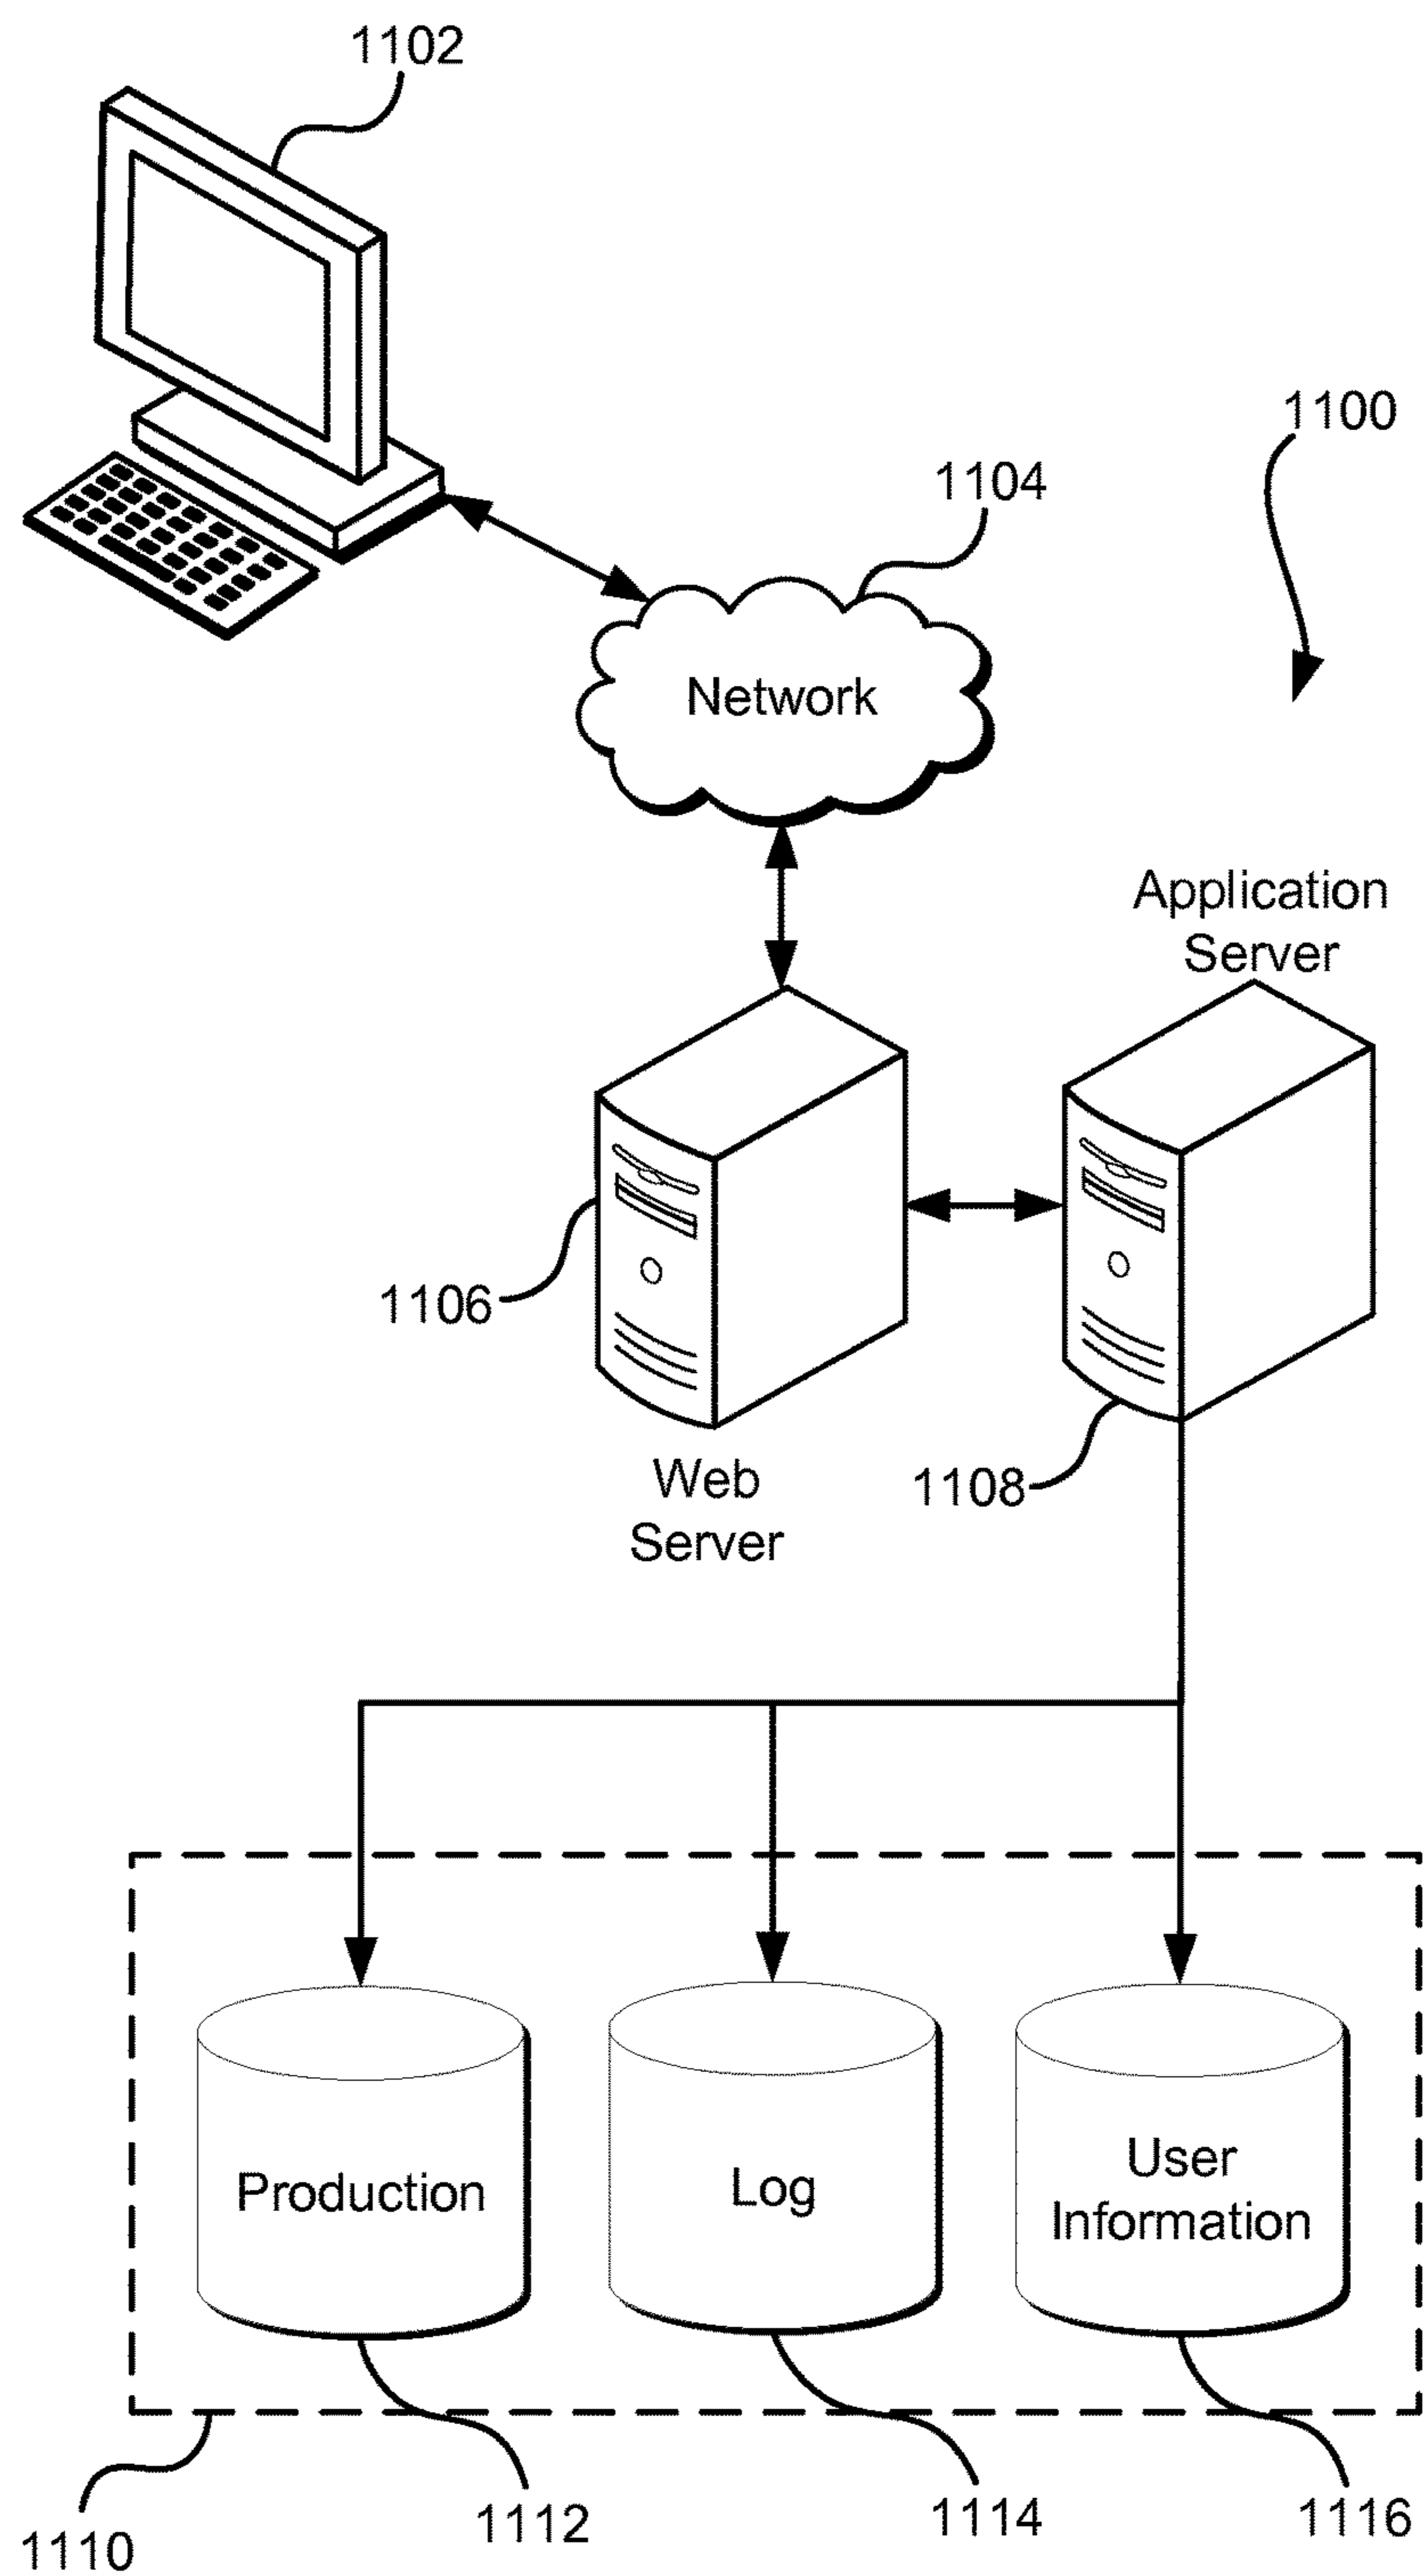 1102
1100
1104
Network
Application
Server
1106
1108
Web
Server
Production
Log
User
Information
1110
1112
1114
1116